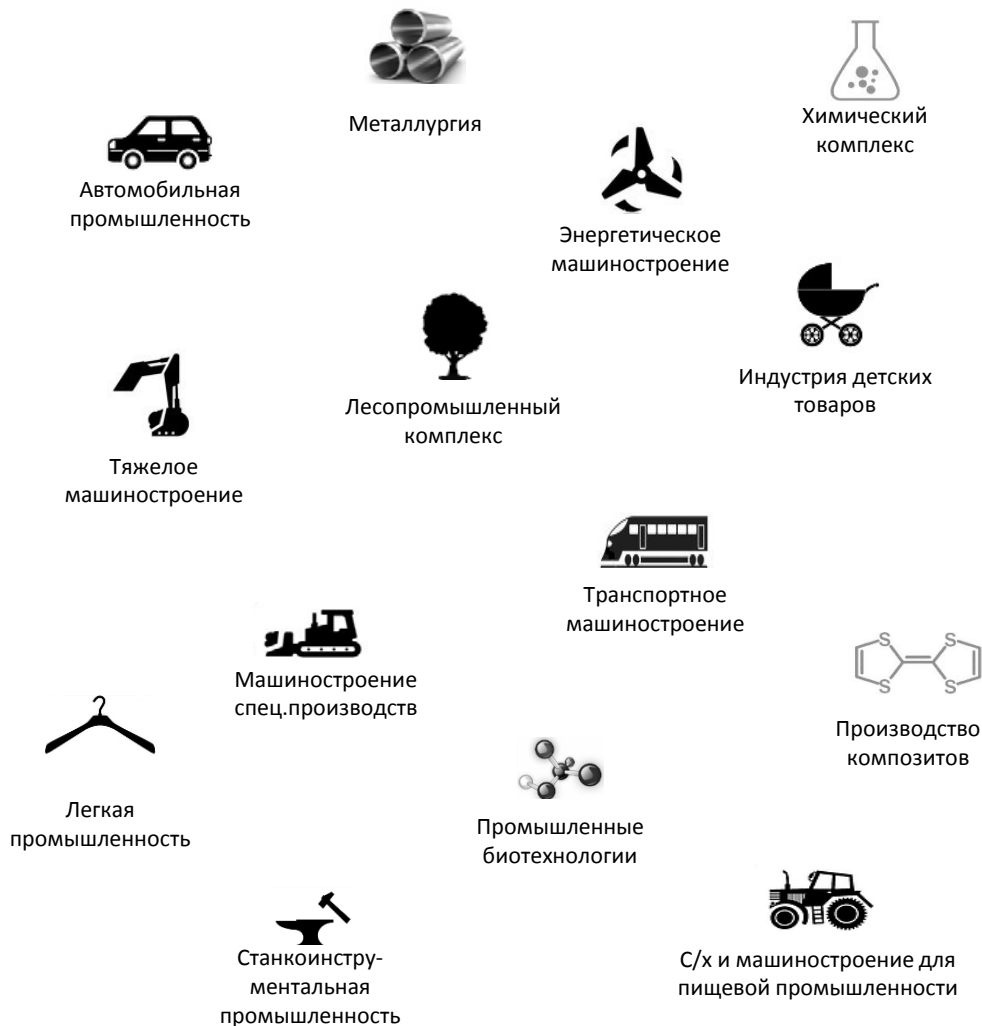 Металлургия
Химический
комплекс
Автомобильная
промышленность
Энергетическое
машиностроение
Индустрия детских
товаров
Лесопромышленный
комплекс
Тяжелое
машиностроение
Транспортное
машиностроение
Машиностроение
спец.производств
S S
S S
Производство
композитов
Легкая
промышленность
Промышленные
биотехнологии
Станкоинстру-
ментальная
промышленность
С/х и машиностроение для
пищевой промышленности